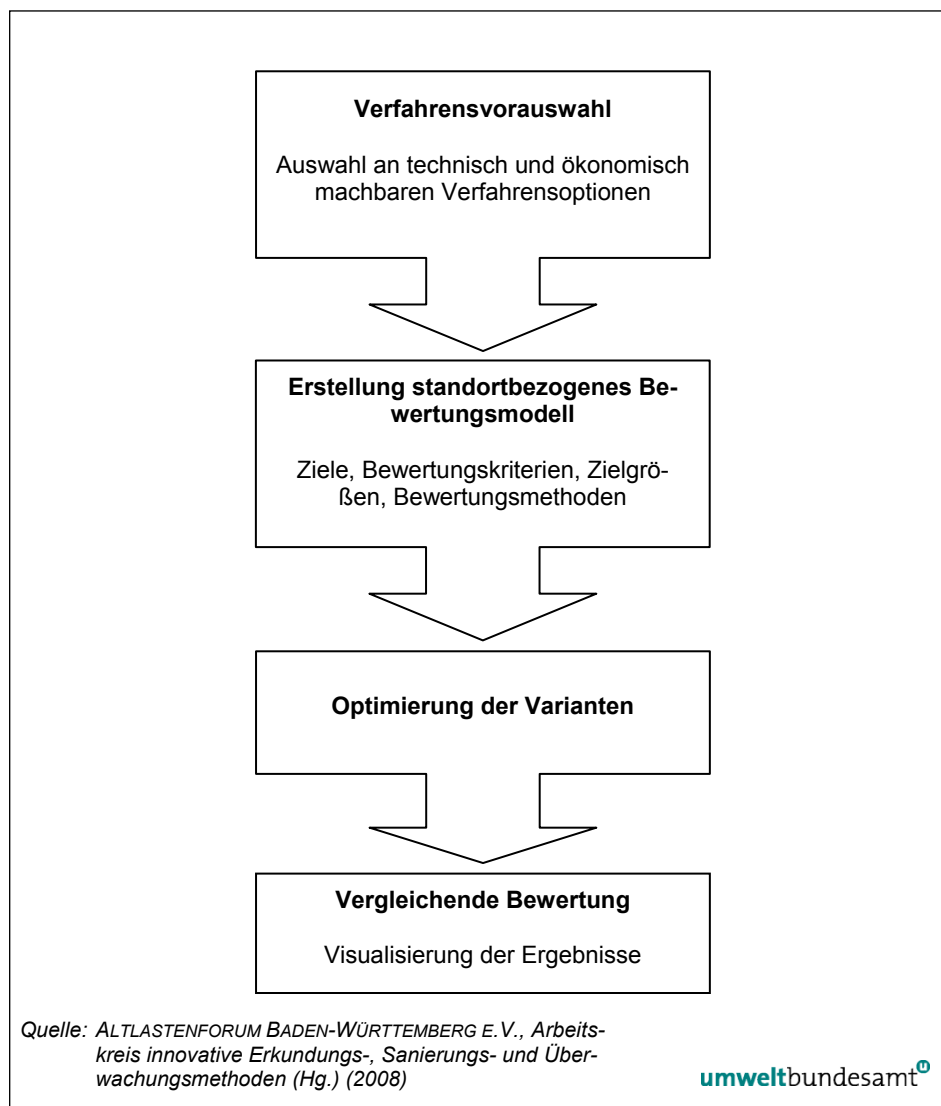 Verfahrensvorauswahl
Auswahl an technisch und ökonomisch
machbaren Verfahrensoptionen
Erstellung standortbezogenes Be-
wertungsmodell
Ziele, Bewertungskriterien, Zielgrö-
ßen, Bewertungsmethoden
Optimierung der Varianten
Vergleichende Bewertung
Visualisierung der Ergebnisse
Quelle: ALTLASTENFORUM BADEN-WÜRTTEMBERG E.V., Arbeits-
kreis innovative Erkundungs-, Sanierungs- und Über-
wachungsmethoden (Hg.) (2008)
umweltbundesamt u